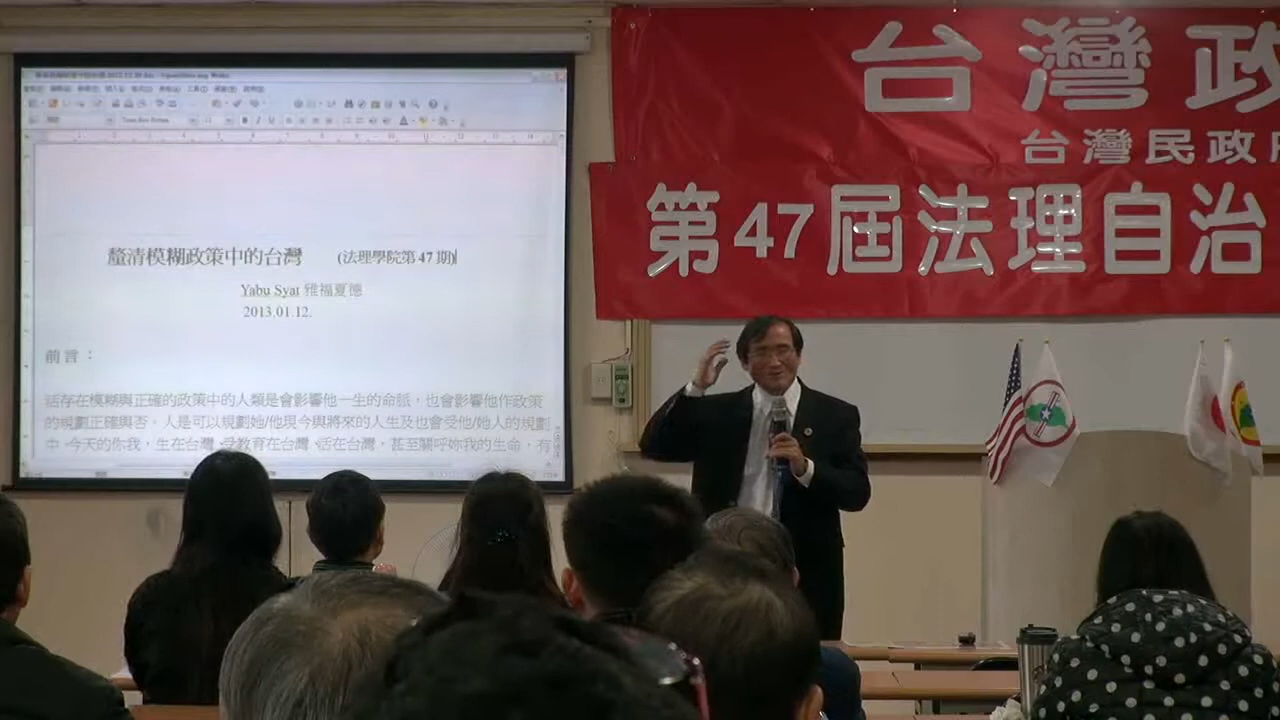 台灣政
台灣民政府
第47屆法理自治
釐清模糊政策中的台灣 (法理學院第 47 期)
Yabu Syat 雅福夏德
2013.01.12.
前言：
活存在模糊與正確的政策中的人類是會影響他一生的命脈，也會影響他作政策
的規劃正確與否，人是可以規劃她/他現今與將來的人生及也會受他/她人的規劃
中 今天的你我，生在台灣 受教育在台灣 活在台灣，甚至關呼妳我的生命，有